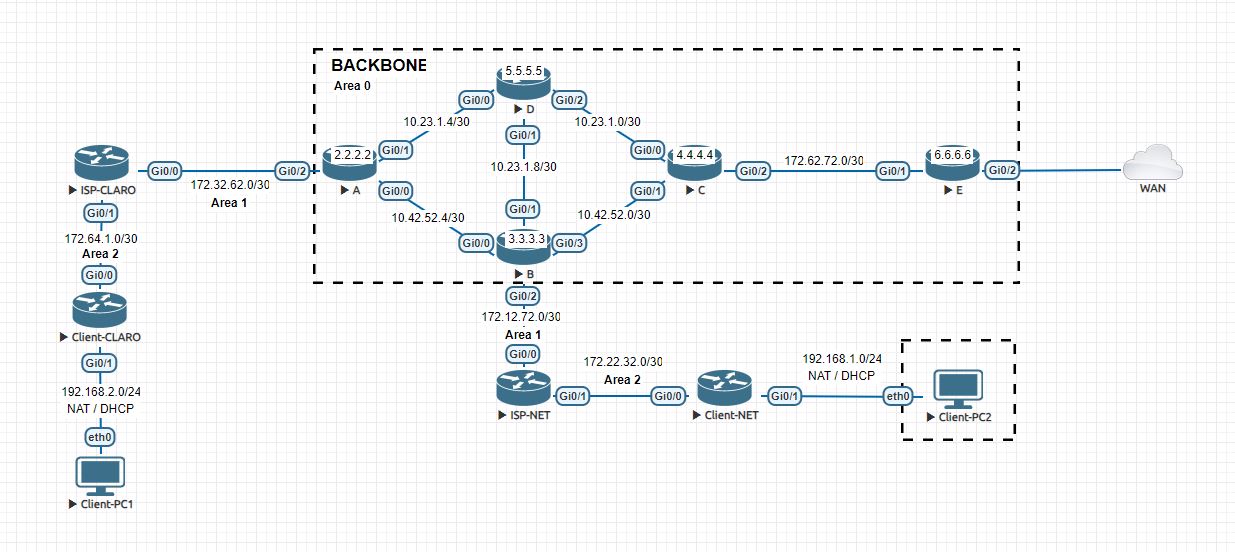 BACKBONE
Area 0
5.5.5.5
Gi0/0
Gi0/2
D
10.23.1.4/30
10.23.1.0/30
Gi0/1
Gi0/1
2.2.2.2
Gi0/0
4.4.4.4
172.62.72.0/30
6.6.6.6
10.23.1.8/30
ISP-CLARO
Gi0/0
Gi0/2
A
C
Gi0/2
Gi0/1
E
Gi0/2
WAN
172.32.62.0/30
Area 1
Gi0/0
Gi0/1
Gi0/1
Gi0/1
10.42.52.4/30
10.42.52.0/30
172.64.1.0/30
Area 2
Gi0/0
3.3.3.3
Gi0/3
B
Gi0/0
Gi0/2
172.12.72.0/30
Area 1
Client-CLARO
Gi0/0
Gi0/1
172.22.32.0/30
Area 2
192.168.1.0/24
NAT / DHCP
192.168.2.0/24
NAT / DHCP
Gi0/1
Gi0/0
Gi0/1
eth0
ISP-NET
Client-NET
Client-PC2
eth0
Client-PC1